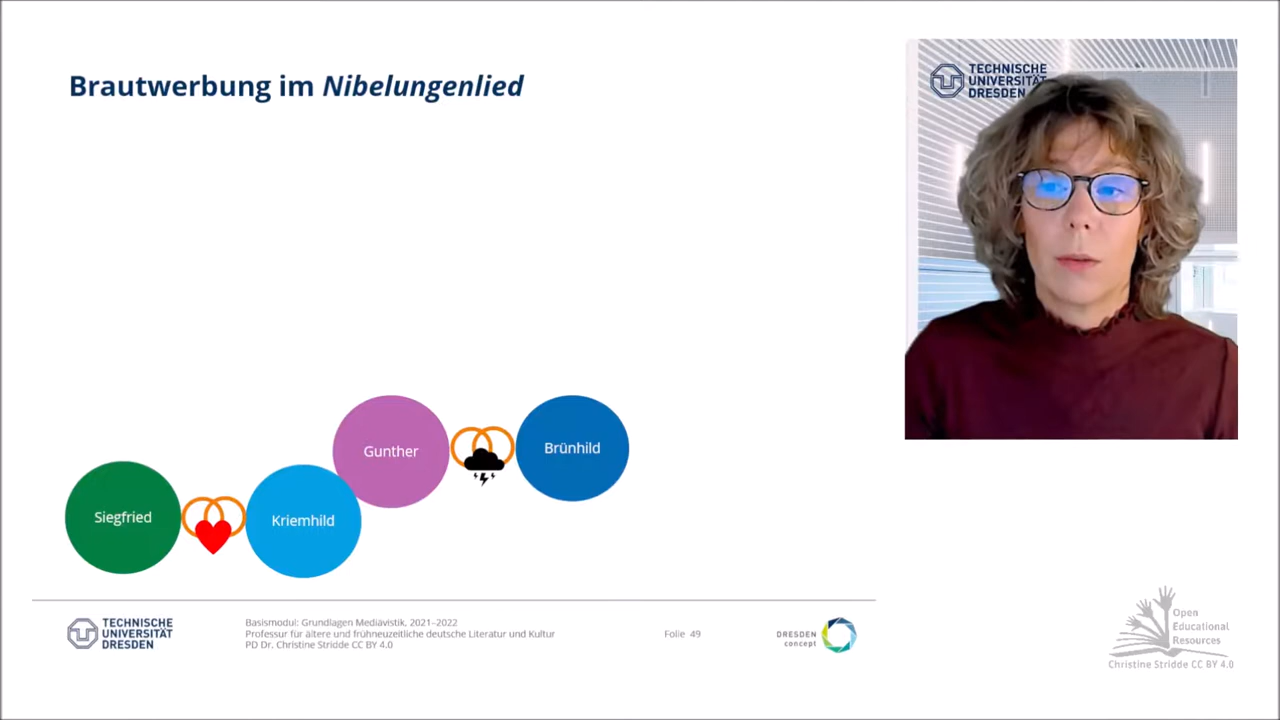 Brautwerbung im Nibelungenlied
TECHNISCHE
UNIVERSITÄT
DRESDEN
Gunther
Brünhild
Siegfried
Kriemhild
TECHNISCHE
UNIVERSITÄT
DRESDEN
Basismodul: Grundlagen Mediävistik, 2021–2022
Professur für ältere und frühneuzeitliche deutsche Literatur und Kultur
PD Dr. Christine Stridde CC BY 4.0
Folie 49
DRESDEN
concept
Open
Educational
Resources
Christine Stridde CC BY 4.0